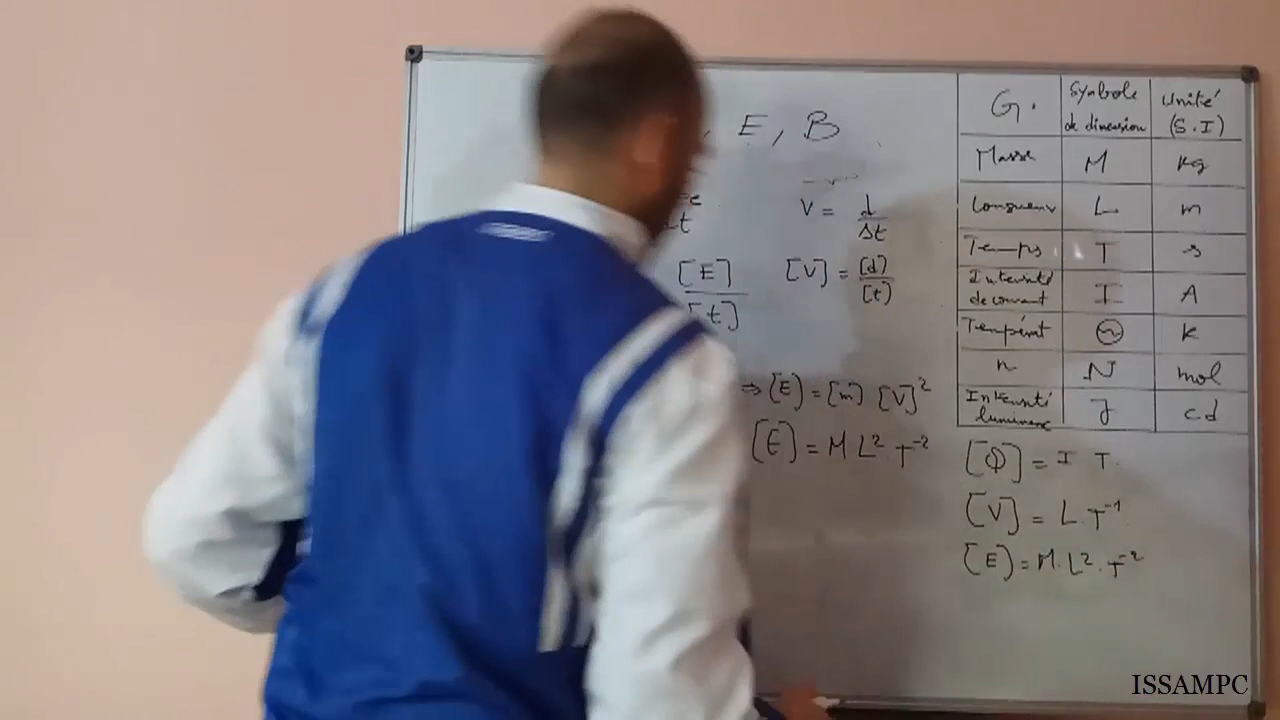 , E, B
V = d/Δt
[E]/[t]
[V] = [d]/[t]
⇒ [E] = [m] [V]²
[E] = M L² T⁻²
G. Symbole de dimension Unité (S.I)
Masse M kg
Longueur L m
Temps T s
Intensité de courant I A
Températ Θ K
n N mol
Intensité lumineuse J cd
[Q] = I T.
[V] = L T⁻¹
[E] = M. L². T⁻²
ISSAMPC